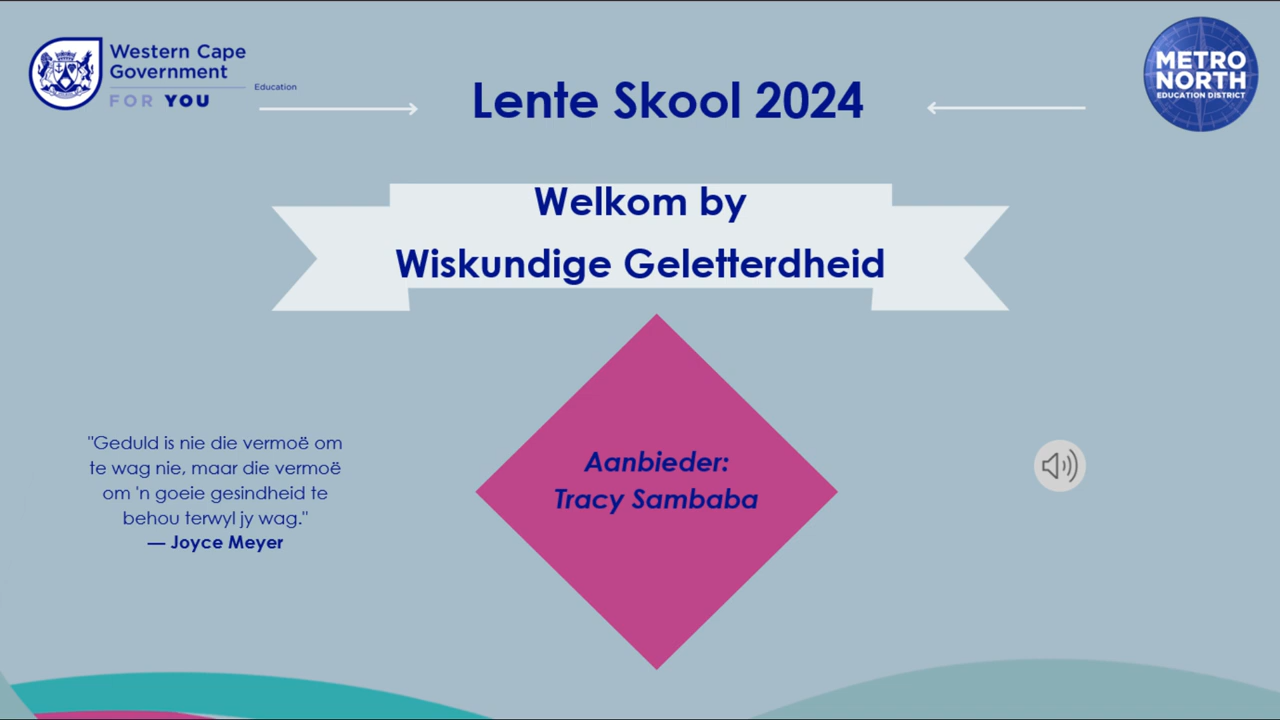 Western Cape
Government
FOR YOU
Education
Lente Skool 2024
METRO
NORTH
EDUCATION DISTRICT
Welkom by
Wiskundige Geletterdheid
"Geduld is nie die vermoë om
te wag nie, maar die vermoë
om 'n goeie gesindheid te
behou terwyl jy wag."
— Joyce Meyer
Aanbieder:
Tracy Sambaba